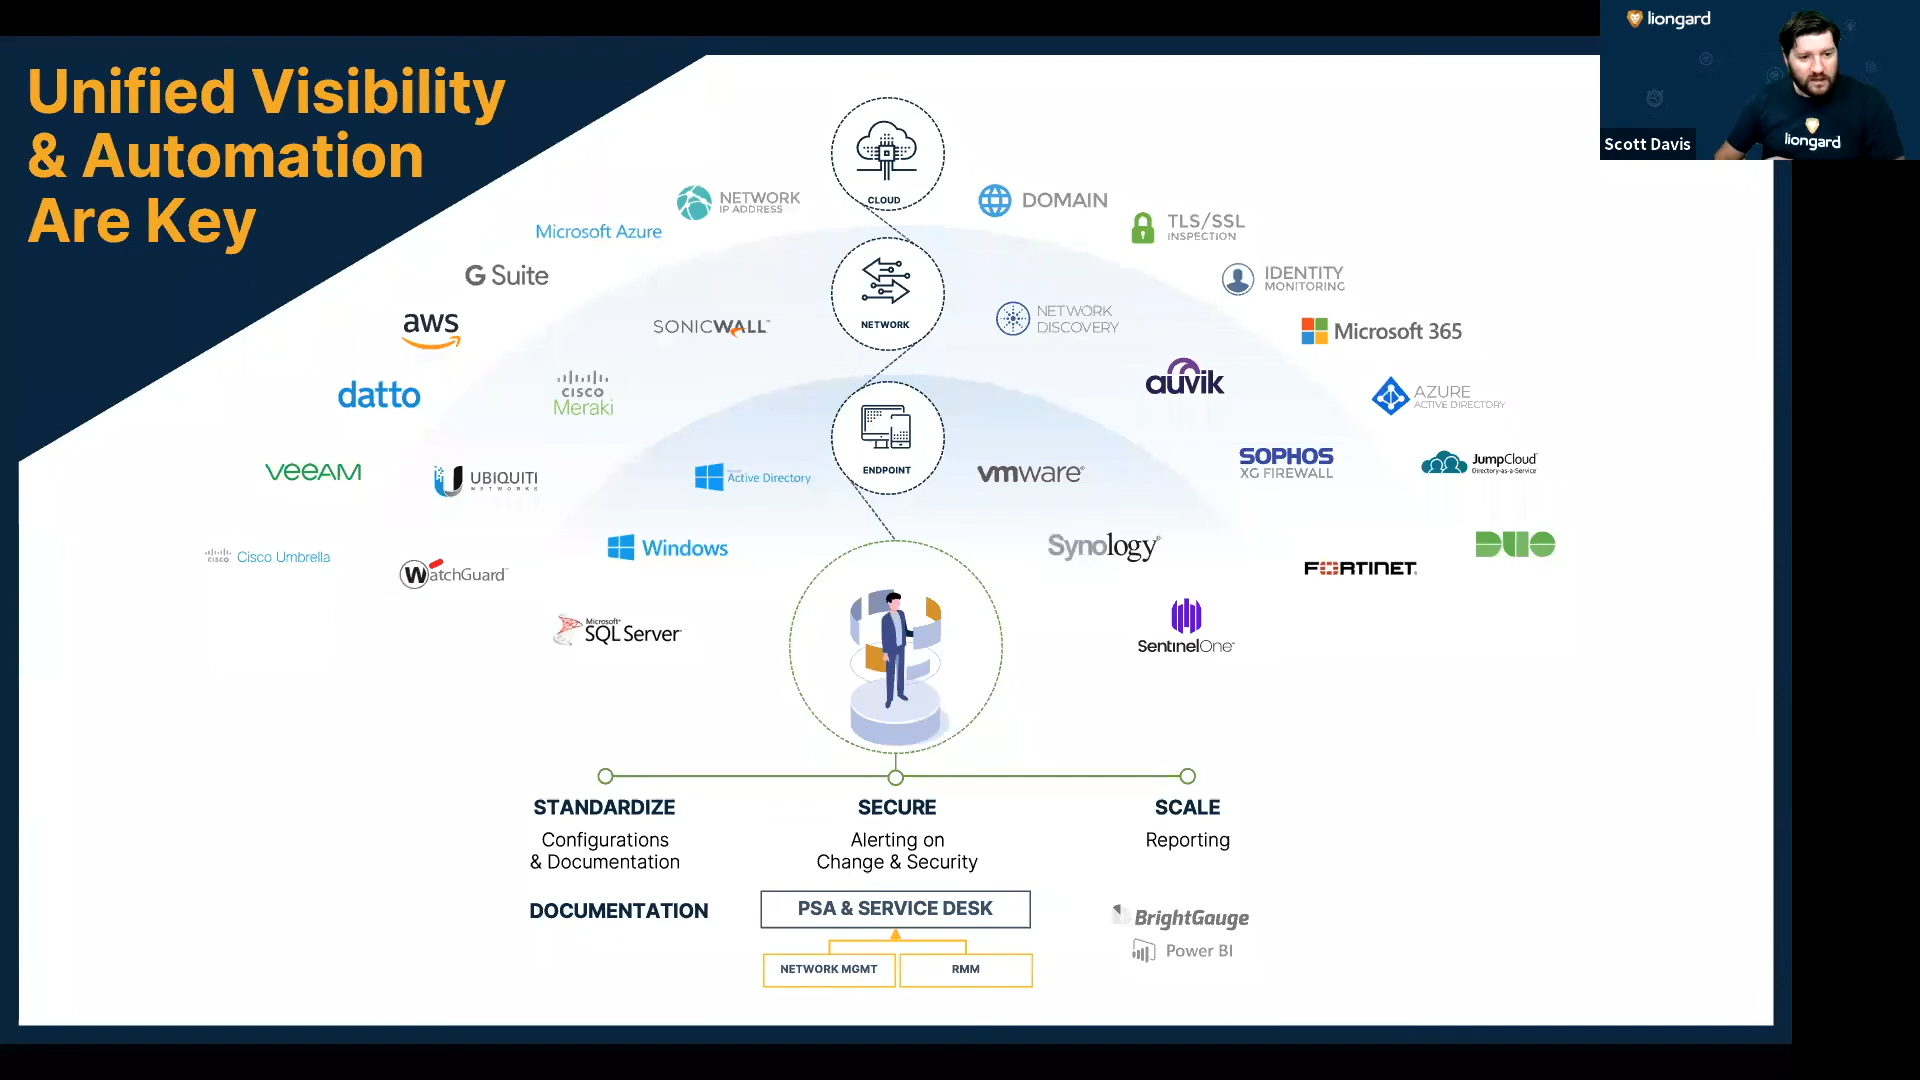 Unified Visibility
& Automation
Are Key
liongard
liongard
Scott Davis
CLOUD
NETWORK
IP ADDRESS
DOMAIN
Microsoft Azure
TLS/SSL
INSPECTION
G Suite
IDENTITY
MONITORING
aws
SONICWALL
NETWORK
NETWORK
DISCOVERY
Microsoft 365
datto
CISCO
Meraki
auvik
AZURE
ACTIVE DIRECTORY
veeAM
UBIQUITI
NETWORKS
Active Directory
ENDPOINT
vmware®
SOPHOS
XG FIREWALL
JumpCloud
Directory-as-a-Service
CISCO Cisco Umbrella
WatchGuard
Windows
Synology®
FORTINET
DUO
Microsoft®
SQL Server
SentinelOne
STANDARDIZE
Configurations
& Documentation
SECURE
Alerting on
Change & Security
SCALE
Reporting
DOCUMENTATION
PSA & SERVICE DESK
NETWORK MGMT
RMM
BrightGauge
Power BI